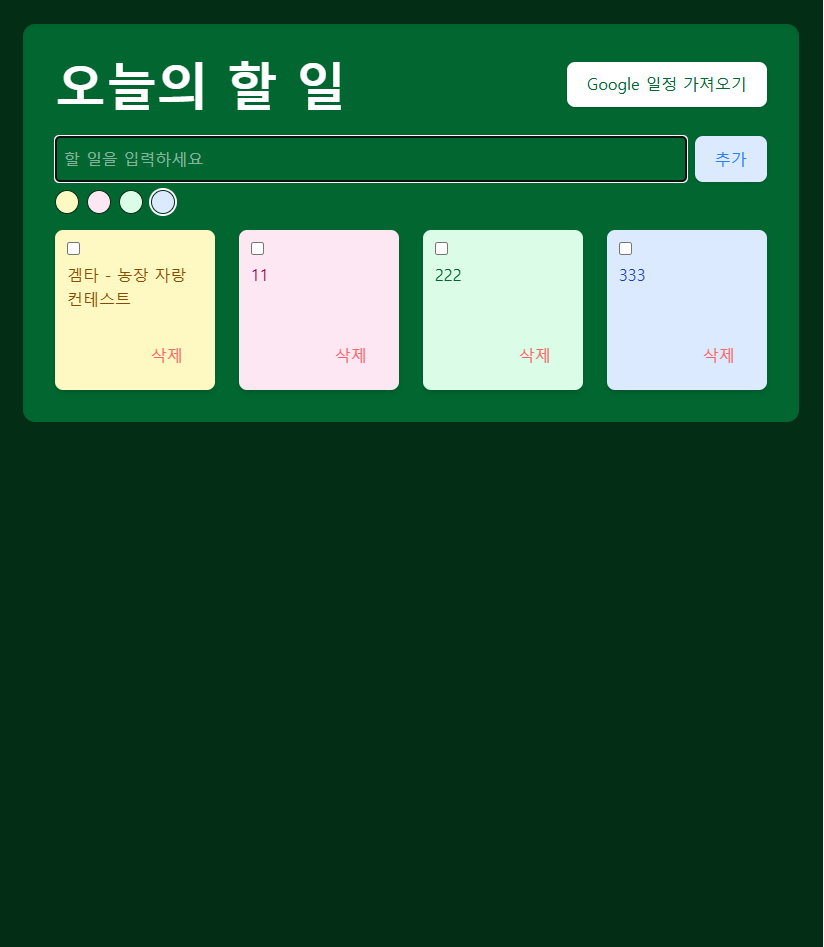 오늘의 할 일
Google 일정 가져오기
할 일을 입력하세요
추가
겜타 - 농장 자랑
컨테스트
삭제
11
삭제
222
삭제
333
삭제